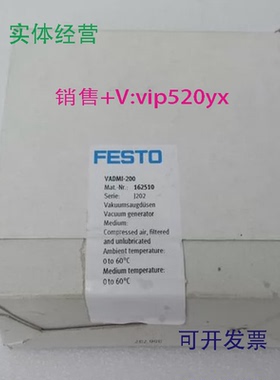 实体经营
销售+V:vip520yx
FESTO
VADMI-200
Mat. Nr.: 162510
Serie: J202
Vakuumsaugdüsen
Vacuum generator
Medium:
Compressed air, filtered
and unlubricated
Ambient temperature:
0 to 60°C
Medium temperature:
0 to 60°C
可开发票